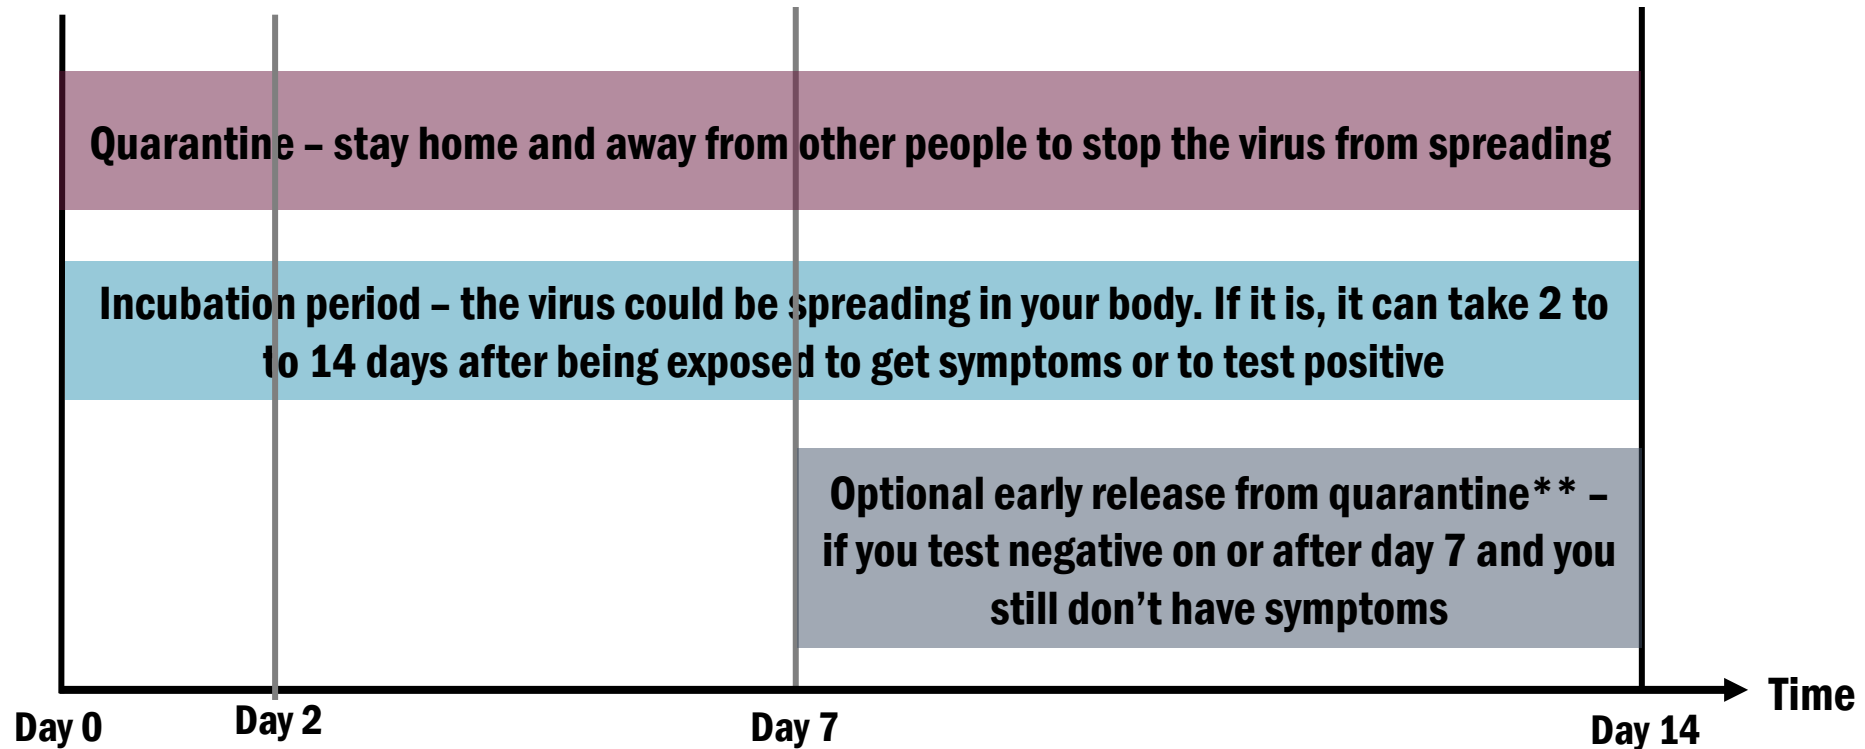 Quarantine – stay home and away from other people to stop the virus from spreading
Incubation period – the virus could be spreading in your body. If it is, it can take 2 to
to 14 days after being exposed to get symptoms or to test positive
Optional early release from quarantine** –
if you test negative on or after day 7 and you
still don't have symptoms
Time
Day 0
Day 2
Day 7
Day 14